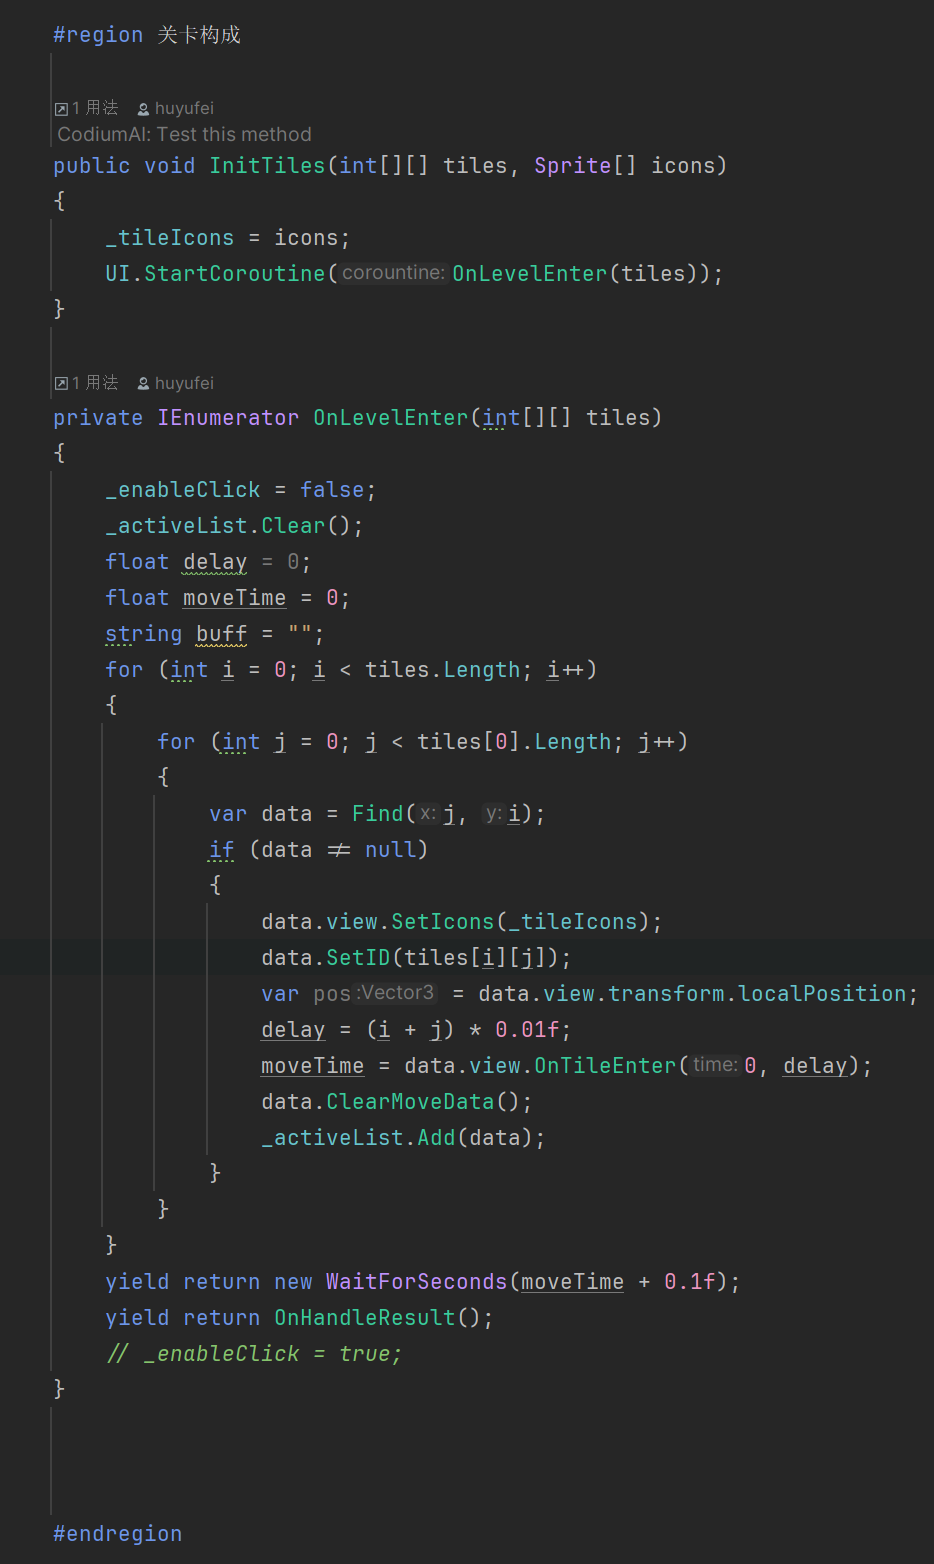 #region 关卡构成
1 用法 huyufei
CodiumAI: Test this method
public void InitTiles(int[][] tiles, Sprite[] icons)
{
_tileIcons = icons;
UI.StartCoroutine(corountine: OnLevelEnter(tiles));
}
1 用法 huyufei
private IEnumerator OnLevelEnter(int[][] tiles)
{
_enableClick = false;
_activeList.Clear();
float delay = 0;
float moveTime = 0;
string buff = "";
for (int i = 0; i < tiles.Length; i++)
{
for (int j = 0; j < tiles[0].Length; j++)
{
var data = Find(x: j, y: i);
if (data != null)
{
data.view.SetIcons(_tileIcons);
data.SetID(tiles[i][j]);
var pos :Vector3 = data.view.transform.localPosition;
delay = (i + j) * 0.01f;
moveTime = data.view.OnTileEnter(time: 0, delay);
data.ClearMoveData();
_activeList.Add(data);
}
}
}
yield return new WaitForSeconds(moveTime + 0.1f);
yield return OnHandleResult();
// _enableClick = true;
}
#endregion